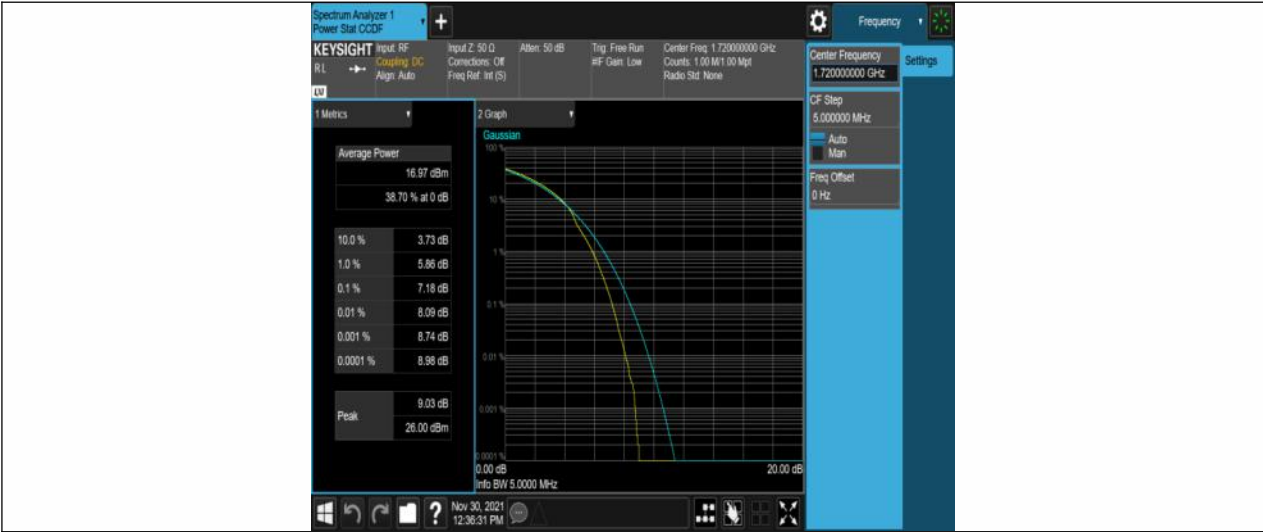 Spectrum Analyzer 1
Power Stat CCDF
+
Frequency
KEYSIGHT
RL
LV
Input: RF
Coupling: DC
Align: Auto
Input Z: 50 Ω
Corrections: Off
Freq Ref: Int (S)
Atten: 50 dB
Trig: Free Run
#IF Gain: Low
Center Freq: 1.720000000 GHz
Counts: 1.00 M/1.00 Mpt
Radio Std: None
Center Frequency
1.720000000 GHz
Settings
CF Step
5.000000 MHz
Auto
Man
Freq Offset
0 Hz
1 Metrics
Average Power
16.97 dBm
38.70 % at 0 dB
10.0 % 3.73 dB
1.0 % 5.86 dB
0.1 % 7.18 dB
0.01 % 8.09 dB
0.001 % 8.74 dB
0.0001 % 8.98 dB
Peak
9.03 dB
26.00 dBm
2 Graph
Gaussian
100 %
10 %
1 %
0.1 %
0.01 %
0.001 %
0.0001 %
0.00 dB 20.00 dB
Info BW 5.0000 MHz
?
Nov 30, 2021
12:36:31 PM